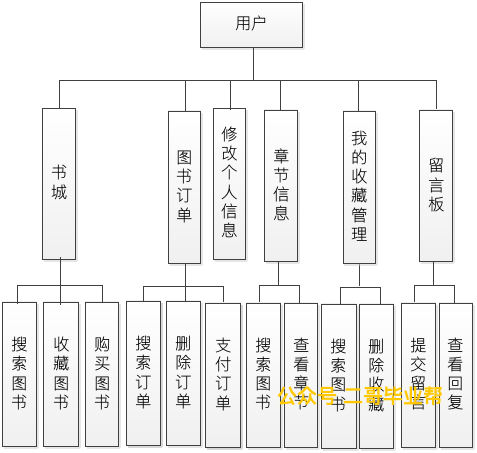 用户
书城
图书订单
修改个人信息
章节信息
我的收藏管理
留言板
搜索图书
收藏图书
购买图书
搜索订单
删除订单
支付订单
搜索图书
查看章节
搜索图书
删除收藏
提交留言
查看回复
公众号 二哥毕业帮